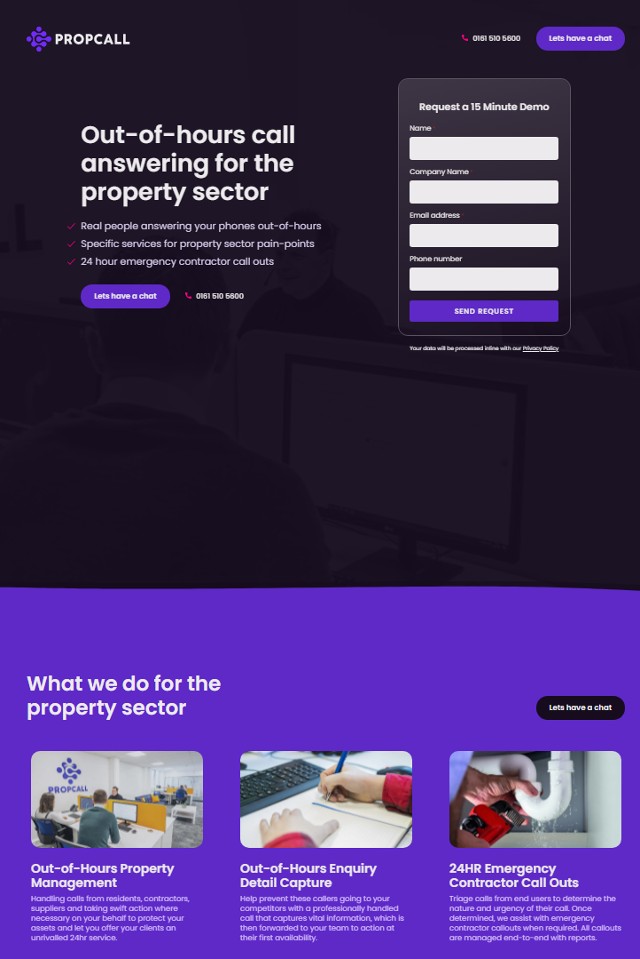 PROPCALL
0161 510 5600
Lets have a chat
Out-of-hours call
answering for the
property sector
Real people answering your phones out-of-hours
Specific services for property sector pain-points
24 hour emergency contractor call outs
Lets have a chat
0161 510 5600
Request a 15 Minute Demo
Name
Company Name
Email address
Phone number
SEND REQUEST
Your data will be processed inline with our Privacy Policy
What we do for the
property sector
Lets have a chat
PROPCALL
Out-of-Hours Property
Management
Handling calls from residents, contractors,
suppliers and taking swift action where
necessary on your behalf to protect your
assets and let you offer your clients an
unrivalled 24hr service.
Out-of-Hours Enquiry
Detail Capture
Help prevent these callers going to your
competitors with a professionally handled
call that captures vital information, which is
then forwarded to your team to action at
their first availability.
24HR Emergency
Contractor Call Outs
Triage calls from end users to determine the
nature and urgency of their call. Once
determined, we assist with emergency
contractor callouts when required. All callouts
are managed end-to-end with reports.